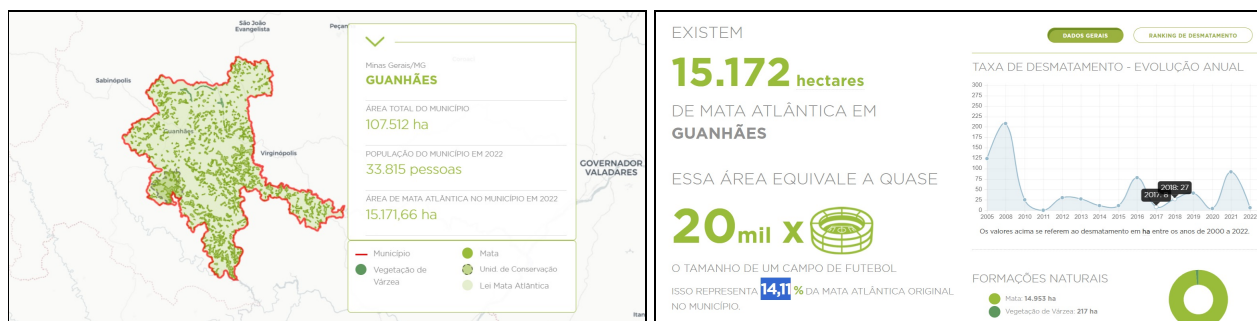 São João
Evangelista
Peçan
Sabinópolis
Guanhães
Virginópolis
GOVERNADOR
VALADARES
Itan
Minas Gerais/MG
GUANHÃES
ÁREA TOTAL DO MUNICÍPIO
107.512 ha
POPULAÇÃO DO MUNICÍPIO EM 2022
33.815 pessoas
ÁREA DE MATA ATLÂNTICA NO MUNICÍPIO EM 2022
15.171,66 ha
Município
Mata
Vegetação de
Várzea
Unid. de Conservação
Lei Mata Atlântica
EXISTEM
15.172 hectares
DE MATA ATLÂNTICA EM
GUANHÃES
ESSA ÁREA EQUIVALE A QUASE
20 mil X
O TAMANHO DE UM CAMPO DE FUTEBOL
ISSO REPRESENTA 14,11 % DA MATA ATLÂNTICA ORIGINAL
NO MUNICÍPIO.
DADOS GERAIS
RANKING DE DESMATAMENTO
TAXA DE DESMATAMENTO - EVOLUÇÃO ANUAL
300
275
250
225
200
175
150
125
100
75
50
25
0
2018: 27
2017: 8
2005 2008 2010 2011 2012 2013 2014 2015 2016 2017 2018 2019 2020 2021 2022
Os valores acima se referem ao desmatamento em ha entre os anos de 2000 a 2022.
FORMAÇÕES NATURAIS
Mata: 14.953 ha
Vegetação de Várzea: 217 ha